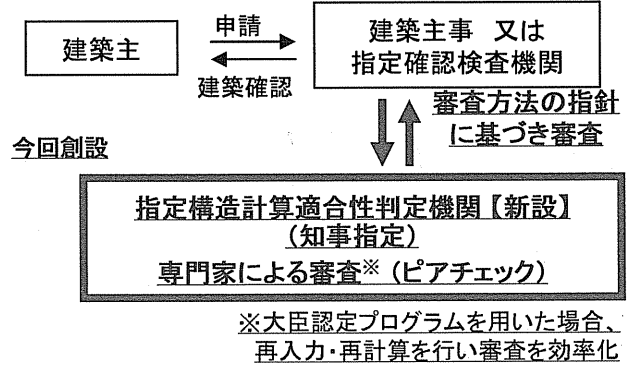 建築主
申請
建築確認
建築主事 又は
指定確認検査機関
審査方法の指針
に基づき審査
今回創設
指定構造計算適合性判定機関【新設】
(知事指定)
専門家による審査※ (ピアチェック)
※大臣認定プログラムを用いた場合、
再入力・再計算を行い審査を効率化